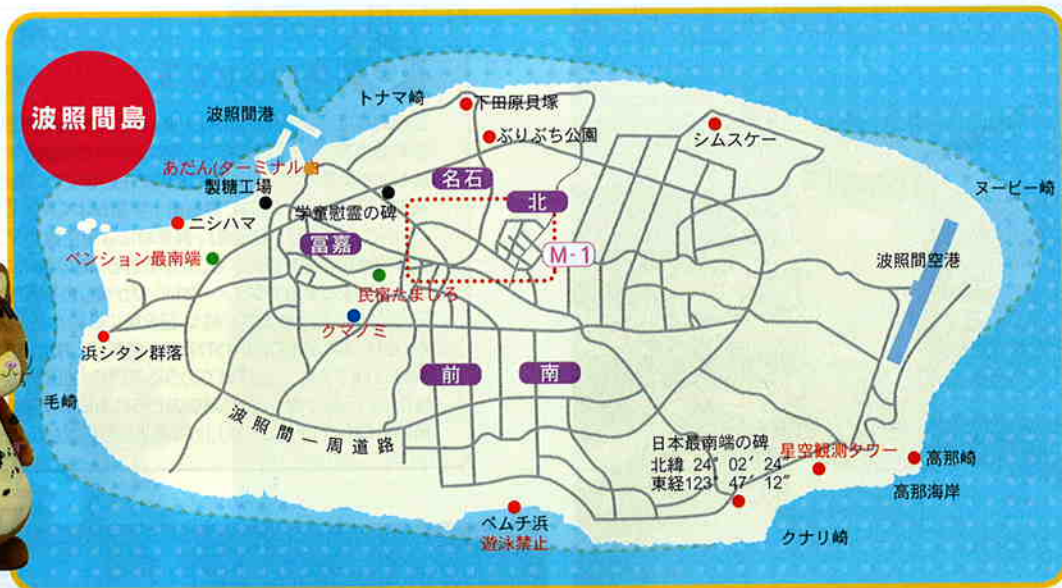 波照間島
波照間港
トナマ崎
下田原貝塚
ぶりぶち公園
シムスケー
あだん(ターミナル
製糖工場
名石
ヌービー崎
学童慰霊の碑
北
ニシハマ
冨嘉
M-1
ペンション最南端
波照間空港
民宿たましろ
クマノミ
浜シタン群落
前
南
毛崎
波照間一周道路
日本最南端の碑
北緯 24° 02′ 24″
東経123° 47′ 12″
星空観測タワー
高那崎
高那海岸
ペムチ浜
遊泳禁止
クナリ崎